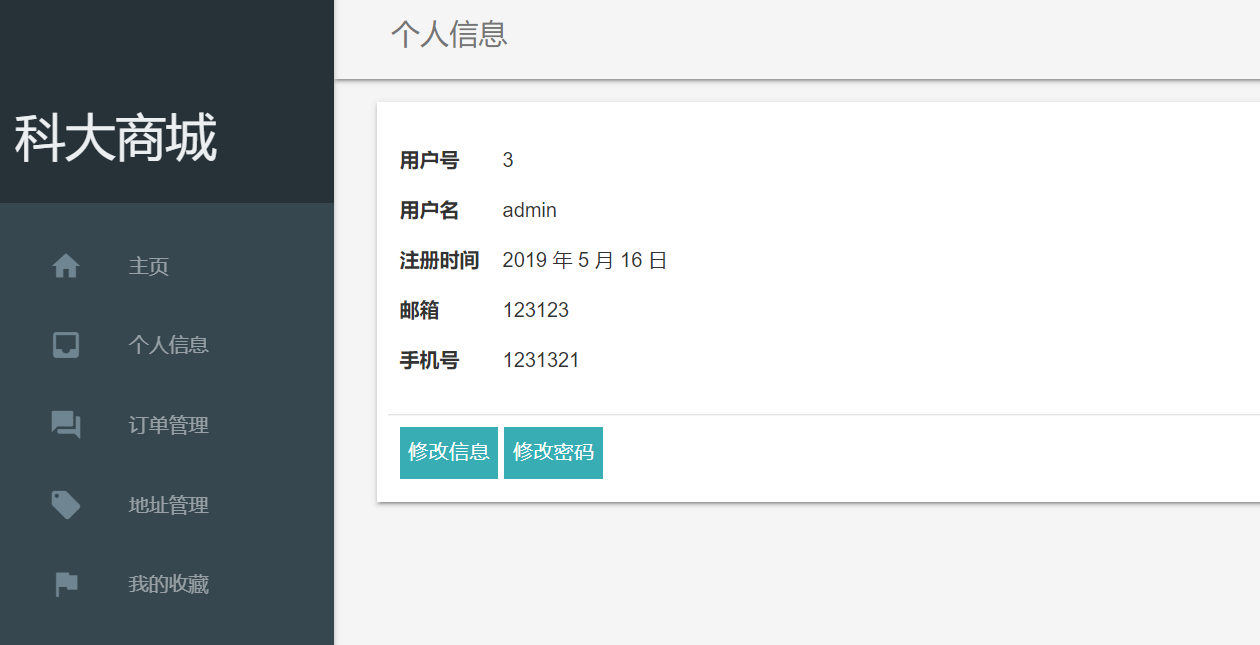 科大商城
主页
个人信息
订单管理
地址管理
我的收藏
个人信息
用户号 3
用户名 admin
注册时间 2019 年 5 月 16 日
邮箱 123123
手机号 1231321
修改信息 修改密码